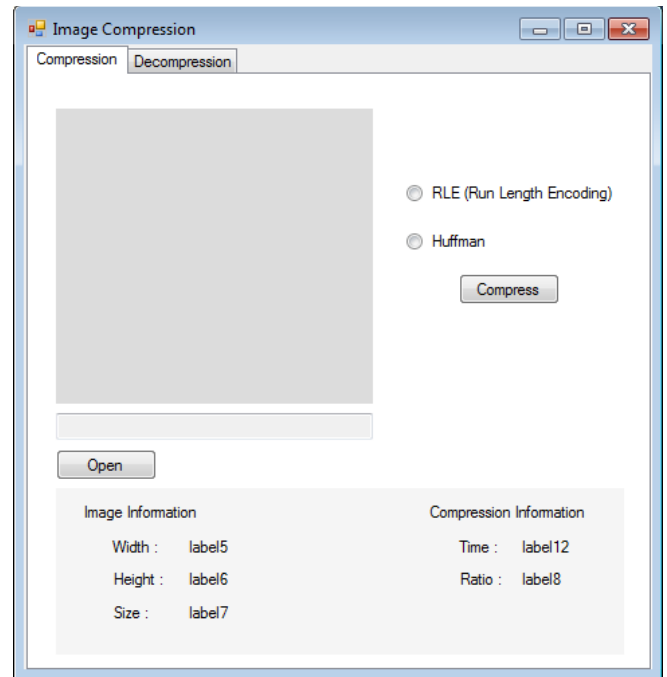 Image Compression
Compression Decompression
RLE (Run Length Encoding)
Huffman
Compress
Open
Image Information
Width : label5
Height : label6
Size : label7
Compression Information
Time : label12
Ratio : label8